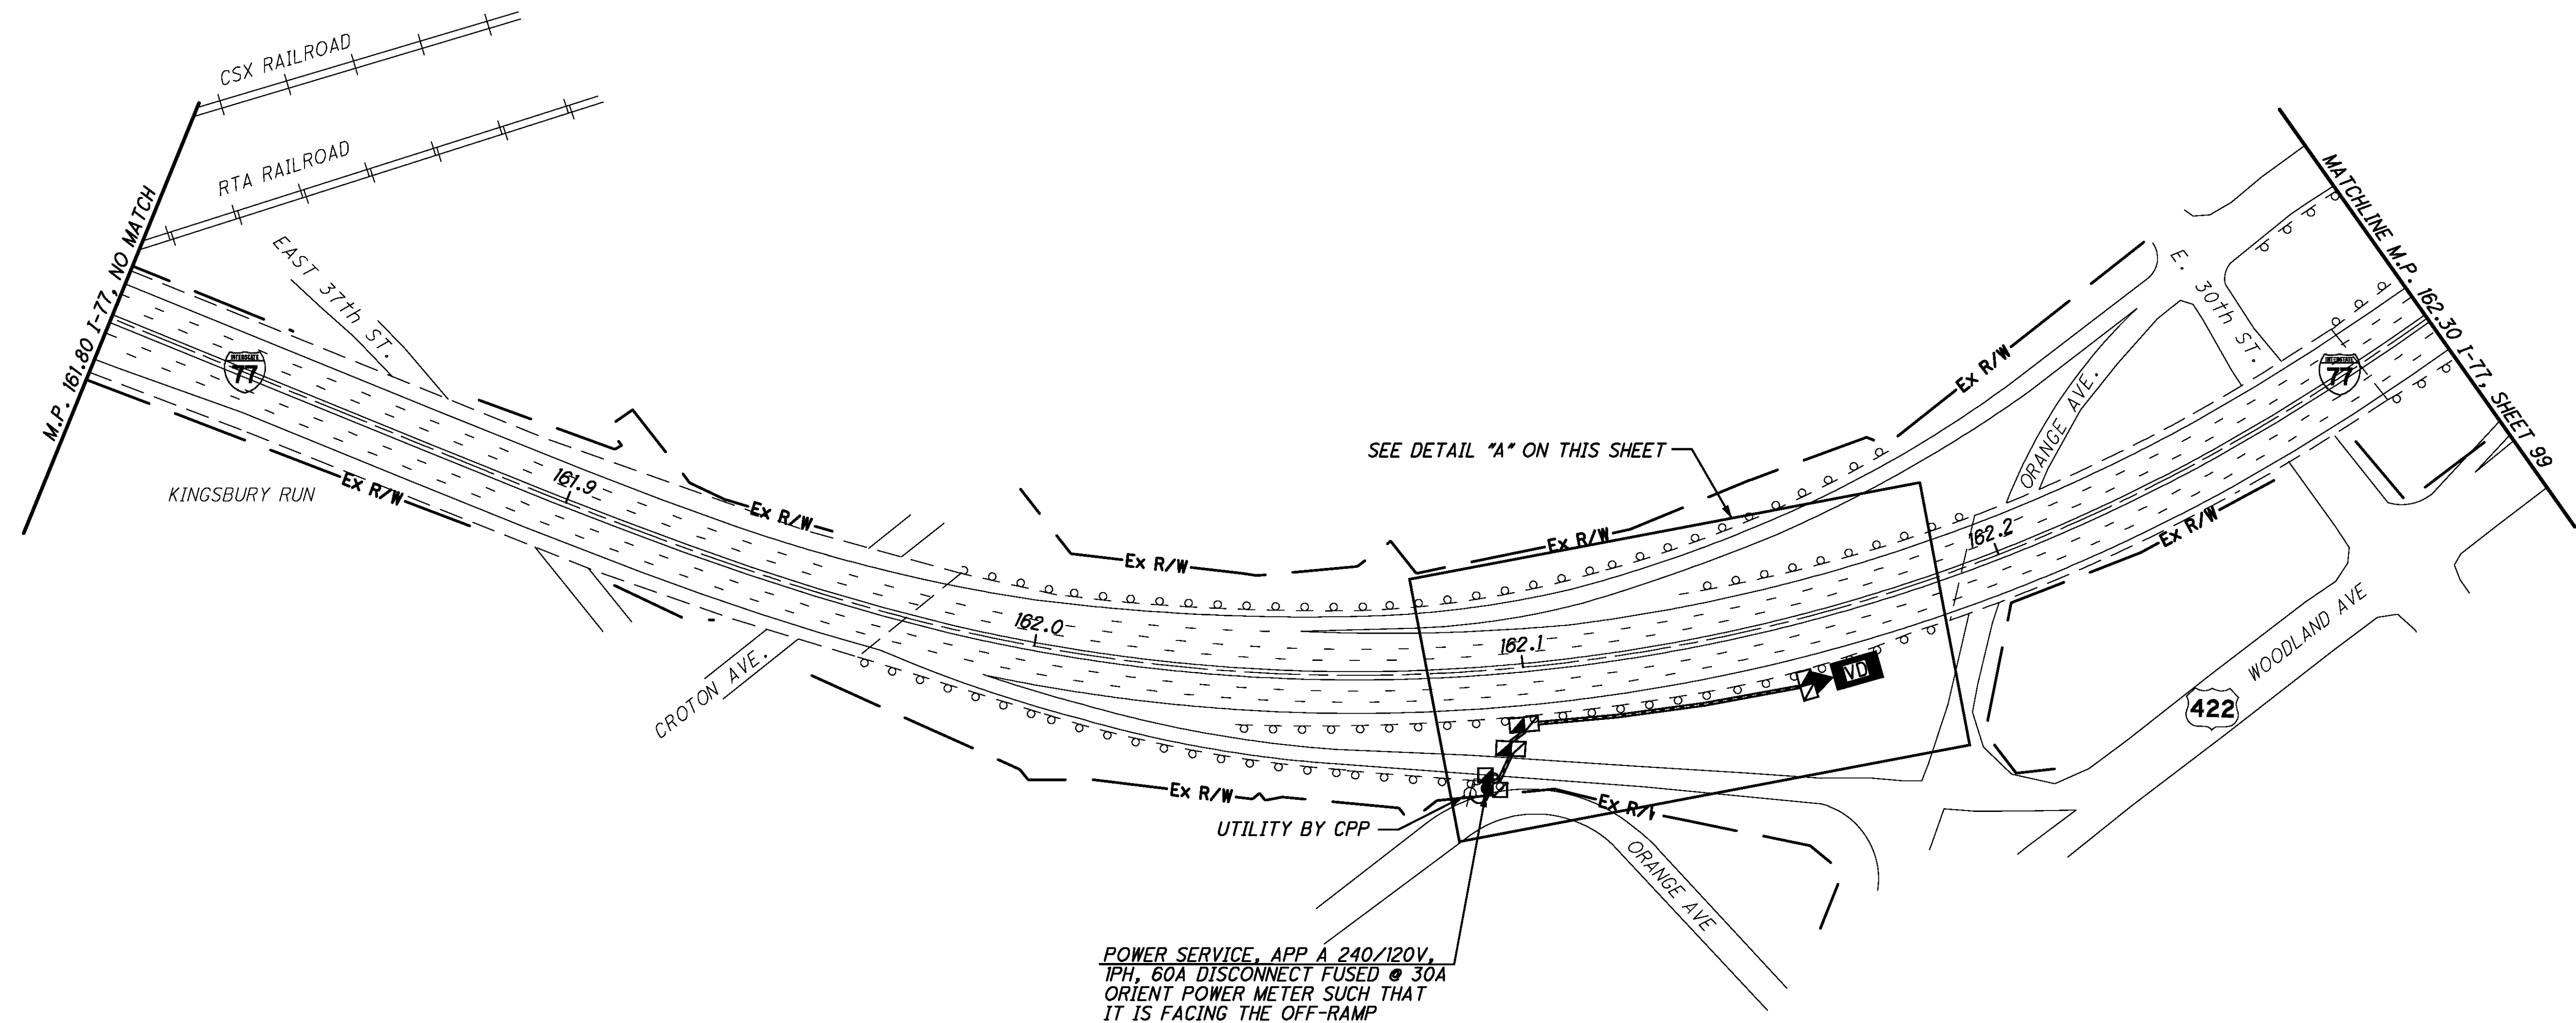 CSX RAILROAD
RTA RAILROAD
M.P. 161.80 I-77, NO MATCH
EAST 37th ST.
INTERSTATE
77
KINGSBURY RUN
Ex R/W
161.9
Ex R/W
CROTON AVE.
162.0
Ex R/W
Ex R/W
SEE DETAIL "A" ON THIS SHEET
Ex R/W
162.1
VD
UTILITY BY CPP
Ex R/
ORANGE AVE
POWER SERVICE, APP A 240/120V,
1PH, 60A DISCONNECT FUSED @ 30A
ORIENT POWER METER SUCH THAT
IT IS FACING THE OFF-RAMP
Ex R/W
ORANGE AVE.
E. 30th ST.
162.2
Ex R/W
INTERSTATE
77
MATCHLINE M.P. 162.30 I-77, SHEET 99
WOODLAND AVE
422